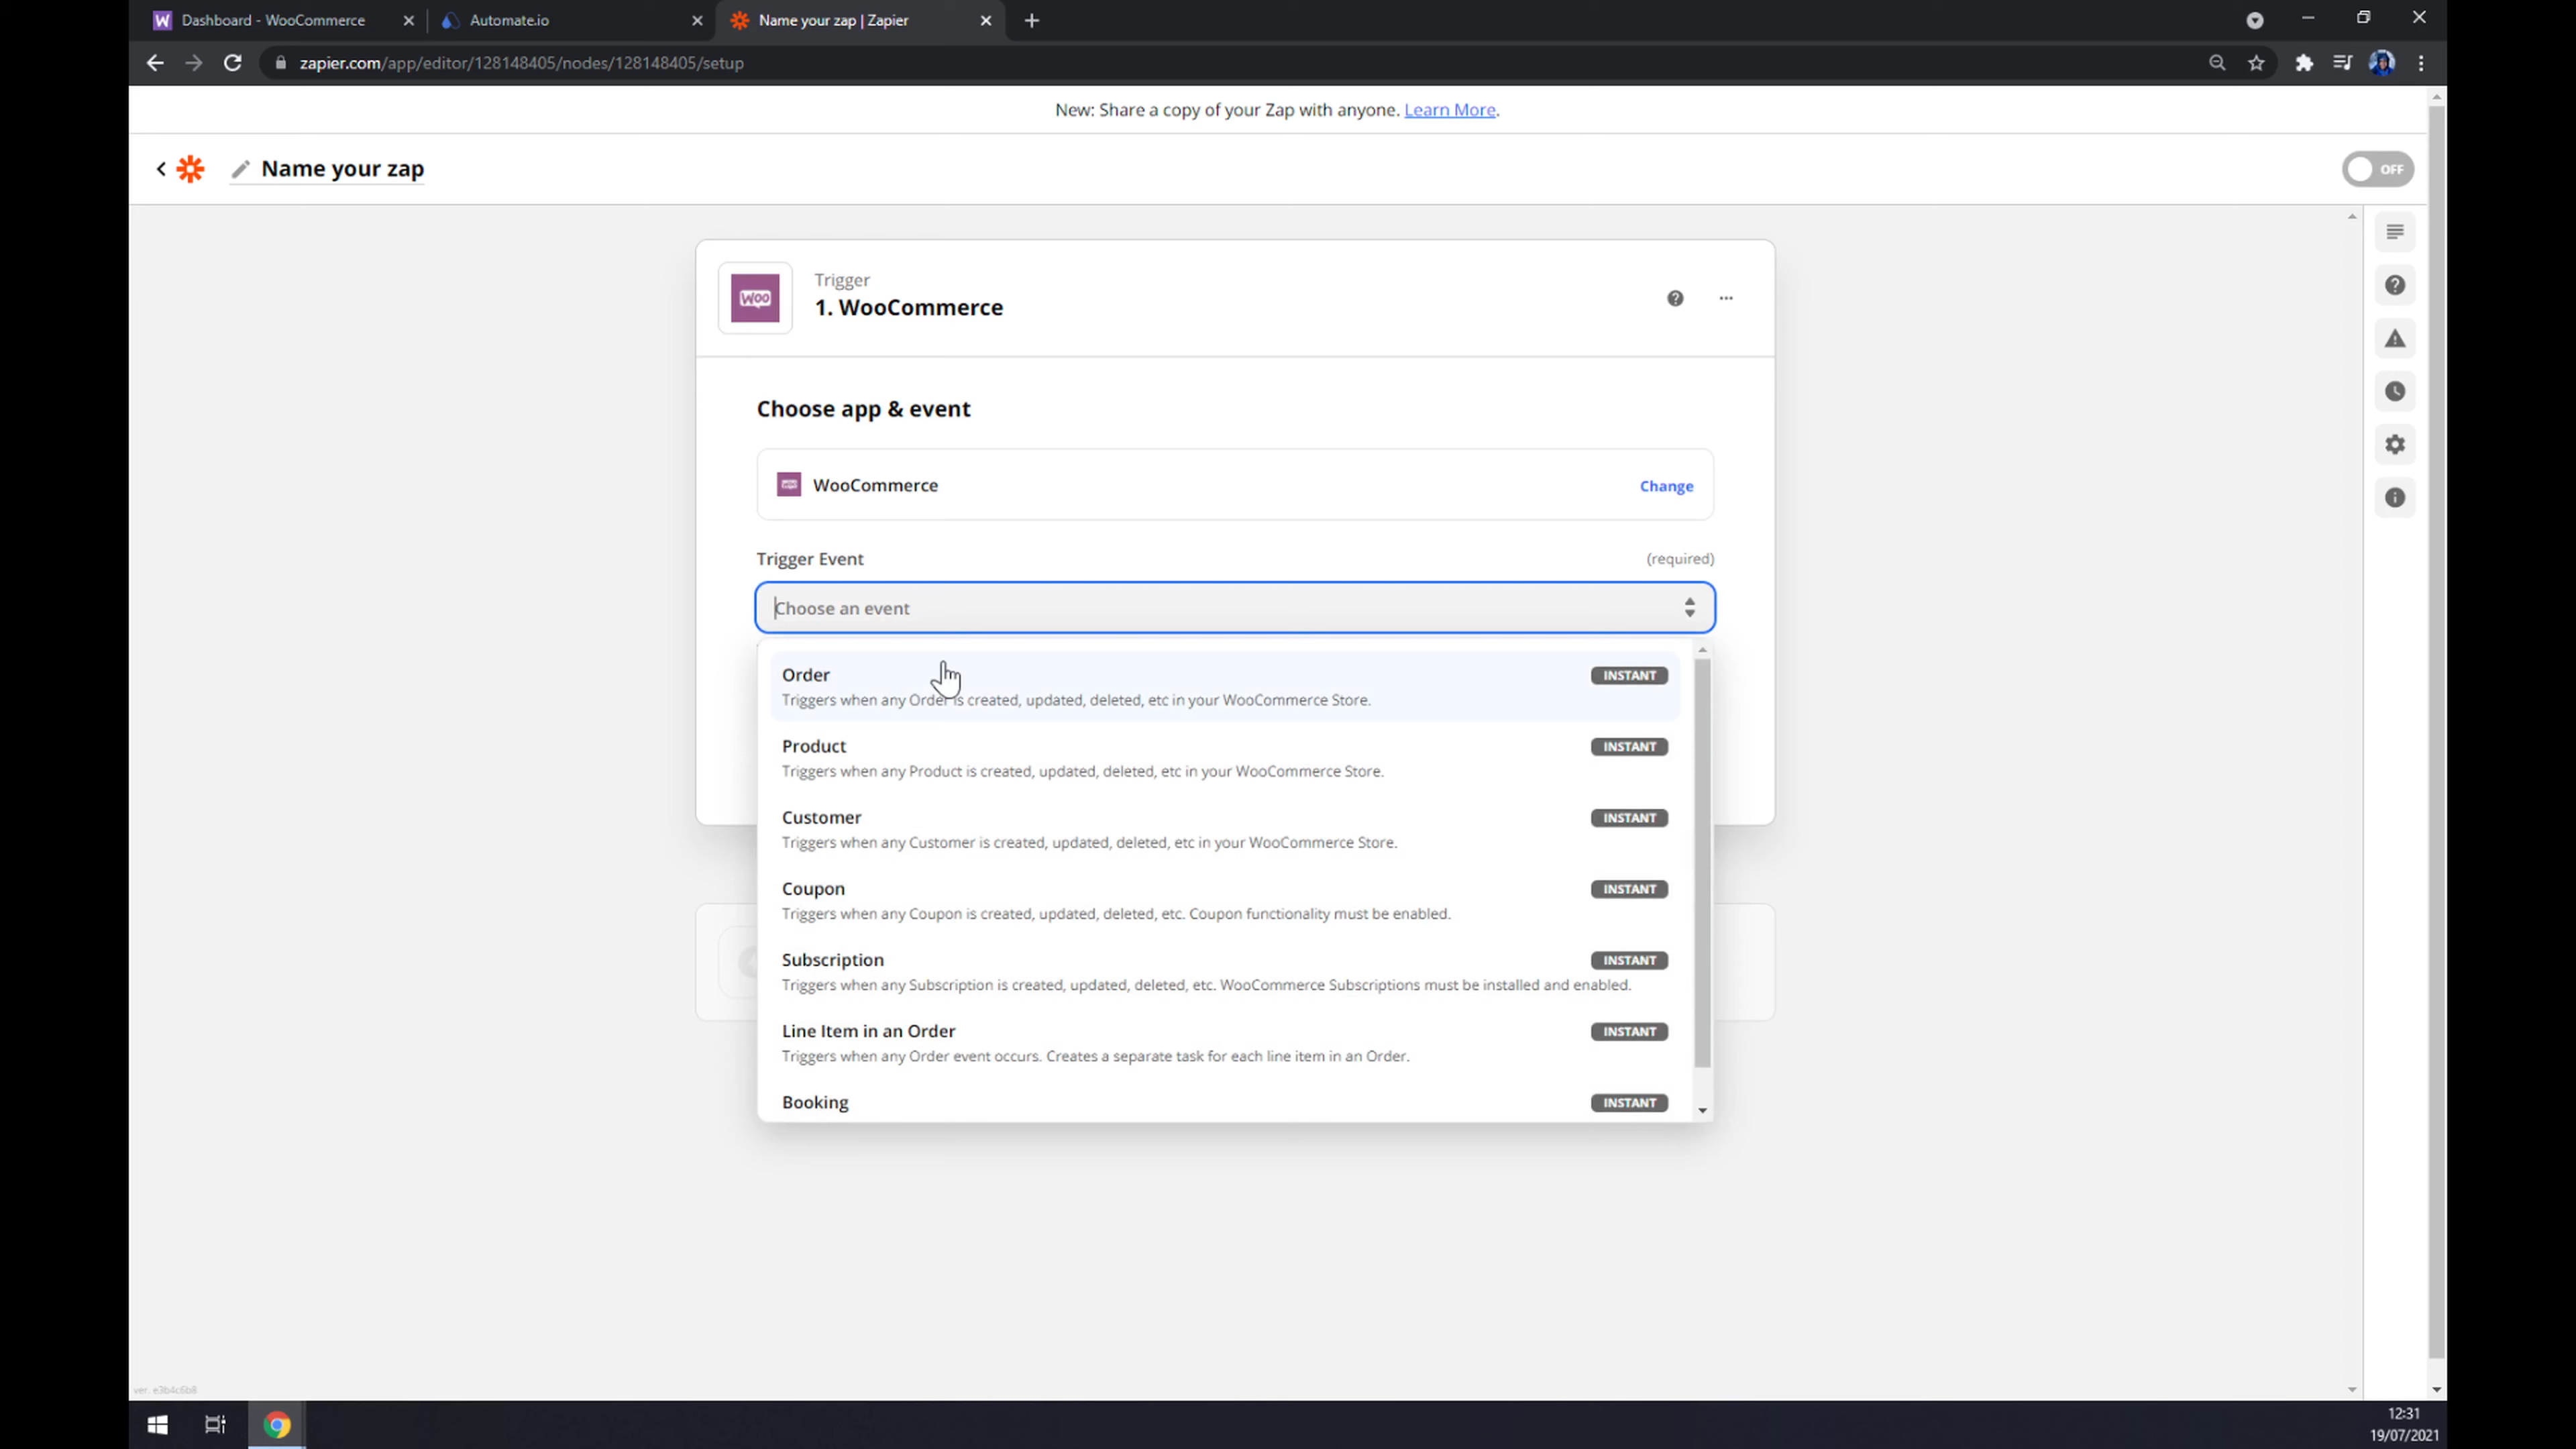 Dashboard - WooCommerce
Automate.io
Name your zap | Zapier
zapier.com/app/editor/128148405/nodes/128148405/setup
New: Share a copy of your Zap with anyone. Learn More.
Name your zap
OFF
Trigger
1. WooCommerce
Choose app & event
WooCommerce
Change
Trigger Event
(required)
Choose an event
Order
INSTANT
Triggers when any Order is created, updated, deleted, etc in your WooCommerce Store.
Product
INSTANT
Triggers when any Product is created, updated, deleted, etc in your WooCommerce Store.
Customer
INSTANT
Triggers when any Customer is created, updated, deleted, etc in your WooCommerce Store.
Coupon
INSTANT
Triggers when any Coupon is created, updated, deleted, etc. Coupon functionality must be enabled.
Subscription
INSTANT
Triggers when any Subscription is created, updated, deleted, etc. WooCommerce Subscriptions must be installed and enabled.
Line Item in an Order
INSTANT
Triggers when any Order event occurs. Creates a separate task for each line item in an Order.
Booking
INSTANT
ver. e3b4c6b8
12:31
19/07/2021